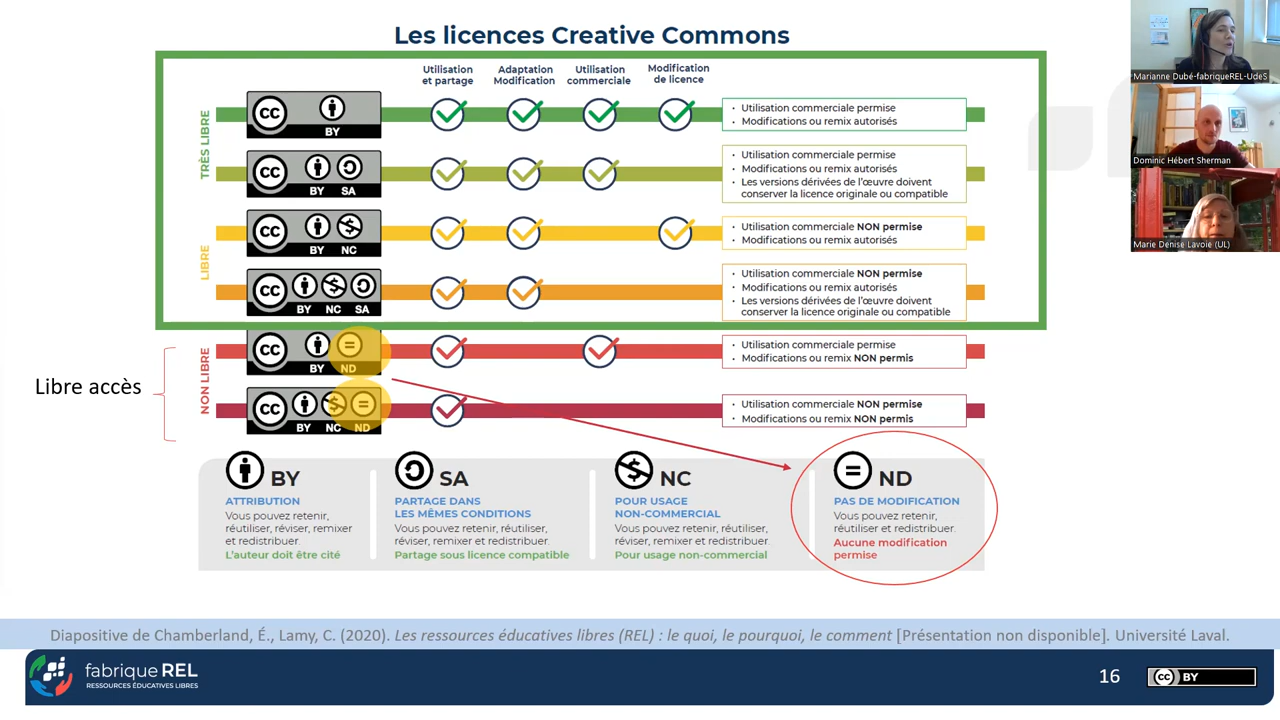 Les licences Creative Commons
Utilisation
et partage
Adaptation
Modification
Utilisation
commerciale
Modification
de licence
TRÈS LIBRE
CC
BY
• Utilisation commerciale permise
• Modifications ou remix autorisés
CC
BY SA
• Utilisation commerciale permise
• Modifications ou remix autorisés
• Les versions dérivées de l'œuvre doivent
conserver la licence originale ou compatible
LIBRE
CC
BY NC
• Utilisation commerciale NON permise
• Modifications ou remix autorisés
CC
BY NC SA
• Utilisation commerciale NON permise
• Modifications ou remix autorisés
• Les versions dérivées de l'œuvre doivent
conserver la licence originale ou compatible
Libre accès
NON LIBRE
CC
BY ND
• Utilisation commerciale permise
• Modifications ou remix NON permis
CC
BY NC ND
• Utilisation commerciale NON permise
• Modifications ou remix NON permis
BY
ATTRIBUTION
Vous pouvez retenir,
réutiliser, réviser, remixer
et redistribuer.
L'auteur doit être cité
SA
PARTAGE DANS
LES MÊMES CONDITIONS
Vous pouvez retenir, réutiliser,
réviser, remixer et redistribuer.
Partage sous licence compatible
NC
POUR USAGE
NON-COMMERCIAL
Vous pouvez retenir, réutiliser,
réviser, remixer et redistribuer.
Pour usage non-commercial
ND
PAS DE MODIFICATION
Vous pouvez retenir,
réutiliser et redistribuer.
Aucune modification
permise
Diapositive de Chamberland, É., Lamy, C. (2020). Les ressources éducatives libres (REL) : le quoi, le pourquoi, le comment [Présentation non disponible]. Université Laval.
fabrique REL
RESSOURCES ÉDUCATIVES LIBRES
16
CC BY
Marianne Dubé-fabriqueREL-UdeS
Dominic Hébert Sherman
Marie Denise Lavoie (UL)